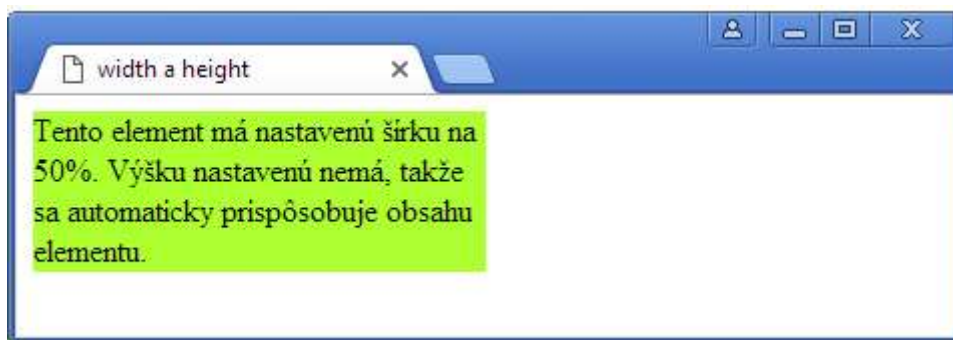 width a height
Tento element má nastavenú šírku na
50%. Výšku nastavenú nemá, takže
sa automaticky prispôsobuje obsahu
elementu.